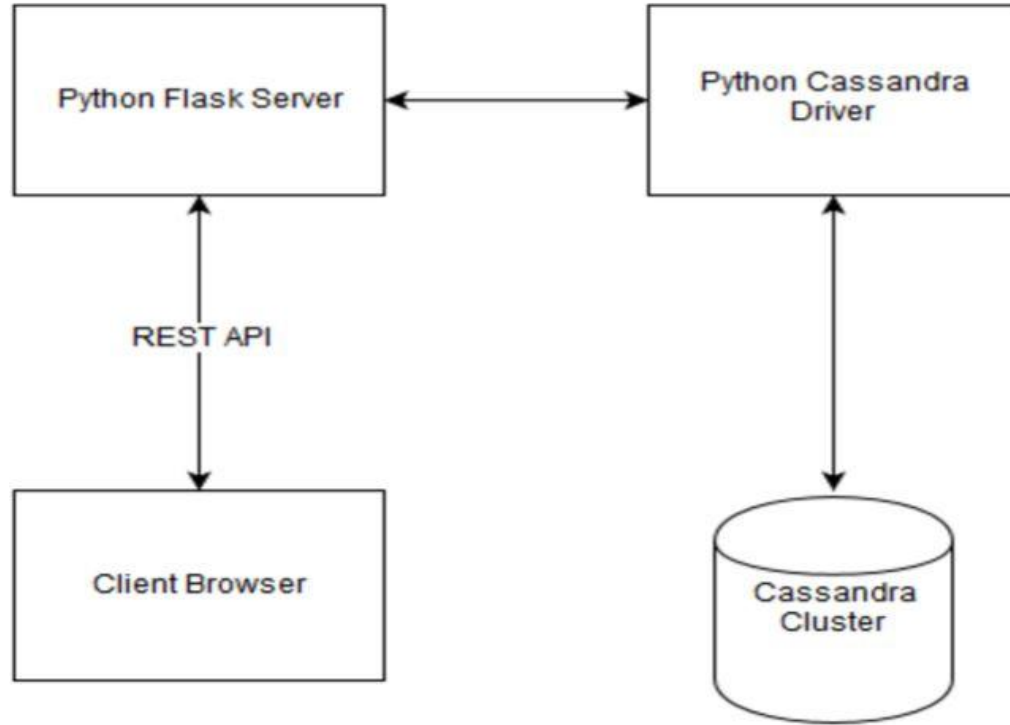 Python Flask Server
Python Cassandra
Driver
REST API
Client Browser
Cassandra
Cluster